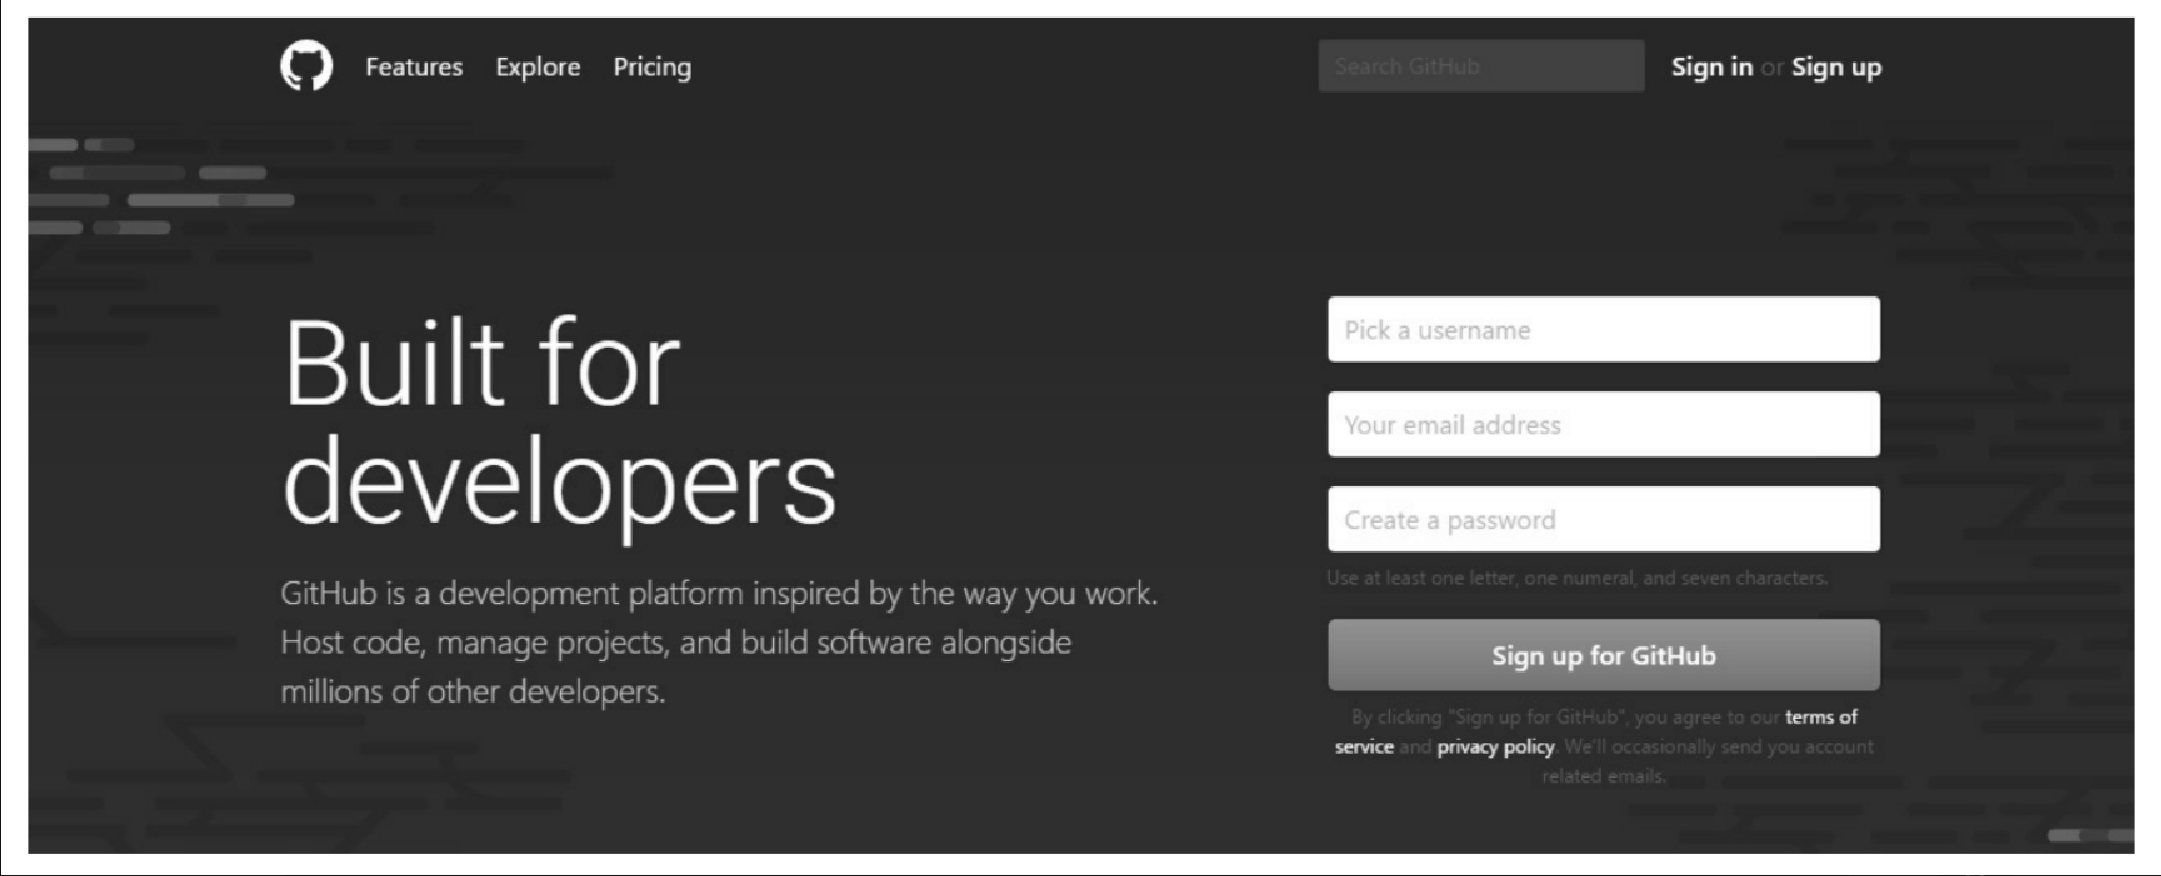 Features Explore Pricing Search GitHub Sign in or Sign up
Built for
developers
GitHub is a development platform inspired by the way you work.
Host code, manage projects, and build software alongside
millions of other developers.
Pick a username
Your email address
Create a password
Use at least one letter, one numeral, and seven characters.
Sign up for GitHub
By clicking "Sign up for GitHub", you agree to our terms of
service and privacy policy. We'll occasionally send you account
related emails.